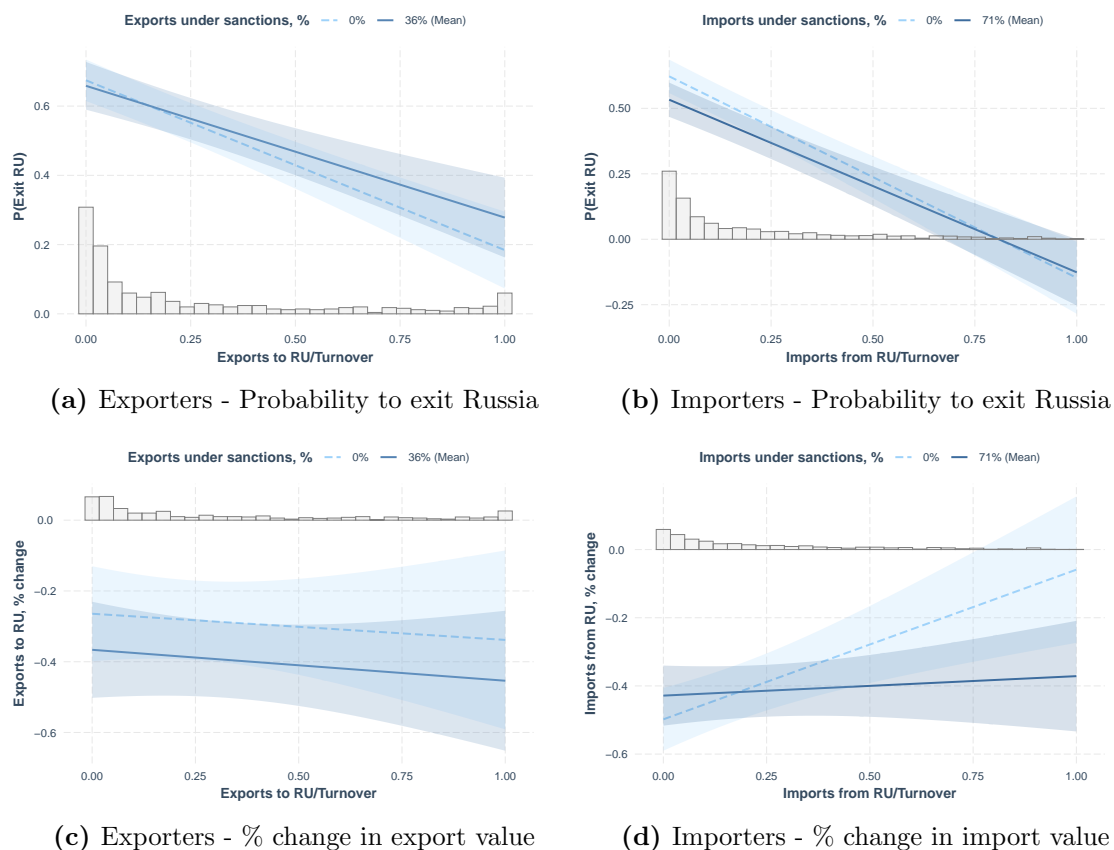 Exports under sanctions, % 0% 36% (Mean)
P(Exit RU)
0.6
0.4
0.2
0.0
0.00 0.25 0.50 0.75 1.00
Exports to RU/Turnover
(a) Exporters - Probability to exit Russia
Imports under sanctions, % 0% 71% (Mean)
P(Exit RU)
0.50
0.25
0.00
−0.25
0.00 0.25 0.50 0.75 1.00
Imports from RU/Turnover
(b) Importers - Probability to exit Russia
Exports under sanctions, % 0% 36% (Mean)
Exports to RU, % change
0.0
−0.2
−0.4
−0.6
0.00 0.25 0.50 0.75 1.00
Exports to RU/Turnover
(c) Exporters - % change in export value
Imports under sanctions, % 0% 71% (Mean)
Imports from RU, % change
0.0
−0.2
−0.4
−0.6
0.00 0.25 0.50 0.75 1.00
Imports from RU/Turnover
(d) Importers - % change in import value